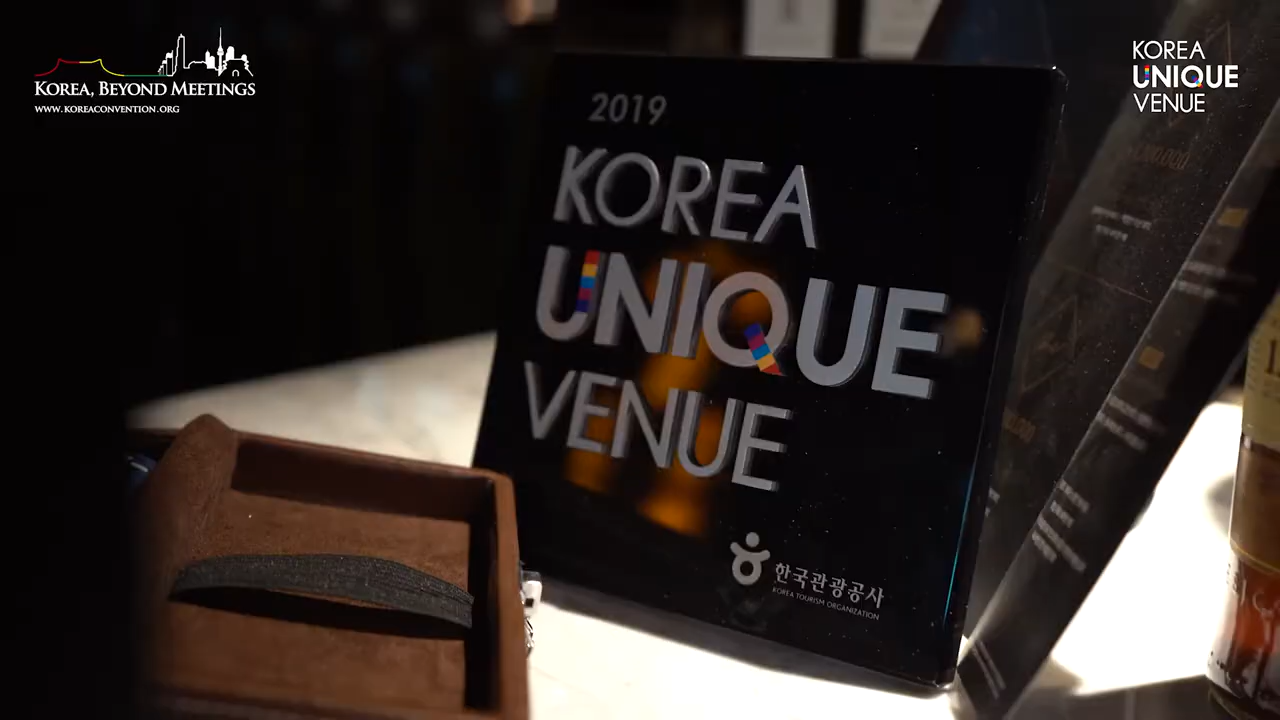 KOREA, BEYOND MEETINGS
WWW.KOREACONVENTION.ORG
KOREA
UNIQUE
VENUE
2019
KOREA
UNIQUE
VENUE
한국관광공사
KOREA TOURISM ORGANIZATION